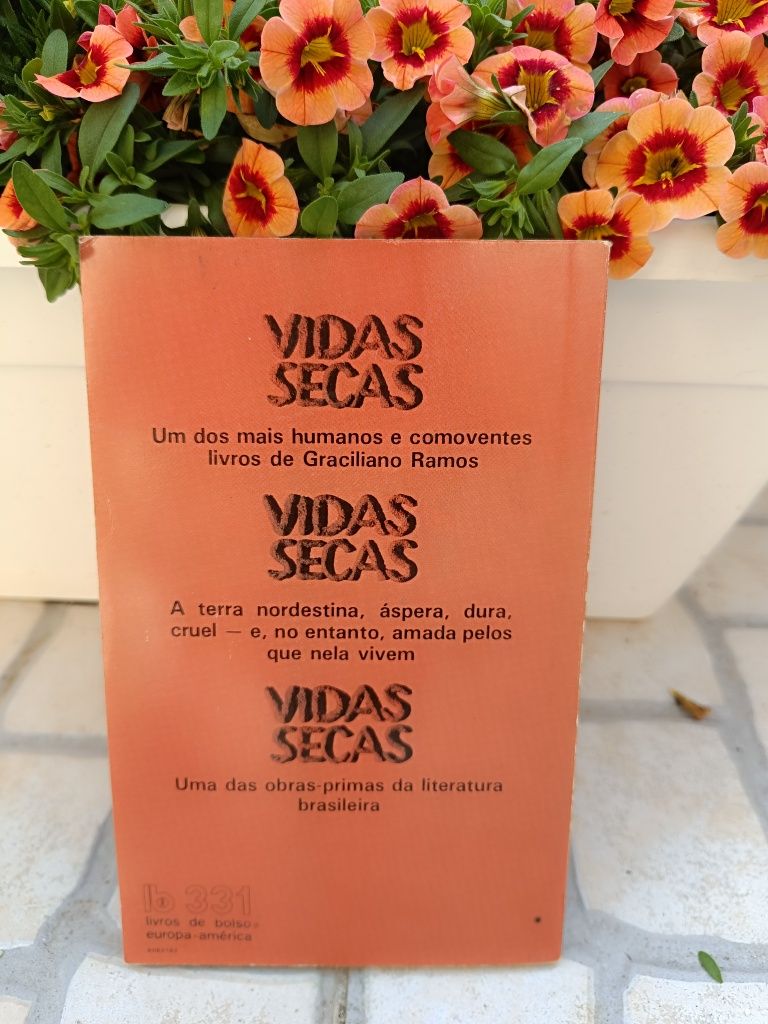 VIDAS
SECAS
Um dos mais humanos e comoventes
livros de Graciliano Ramos
VIDAS
SECAS
A terra nordestina, áspera, dura,
cruel — e, no entanto, amada pelos
que nela vivem
VIDAS
SECAS
Uma das obras-primas da literatura
brasileira
lb 331
livros de bolso
europa-américa